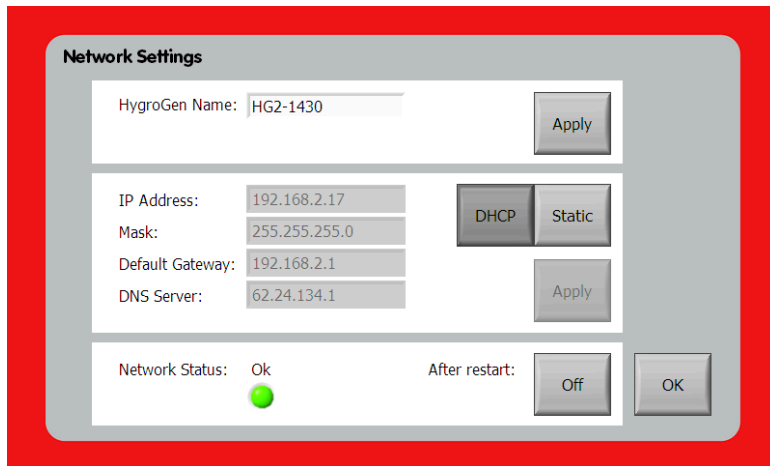 Network Settings
HygroGen Name: HG2-1430
Apply
IP Address: 192.168.2.17
DHCP Static
Mask: 255.255.255.0
Default Gateway: 192.168.2.1
DNS Server: 62.24.134.1
Apply
Network Status: Ok
After restart: Off
OK